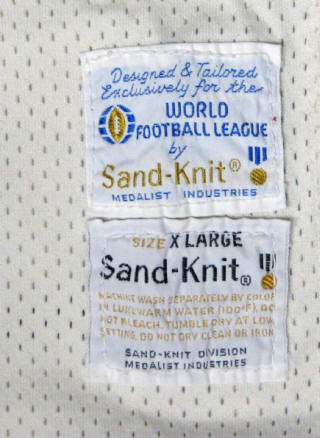 Designed & Tailored
Exclusively for the
WORLD
FOOTBALL LEAGUE
by
Sand-Knit®
MEDALIST INDUSTRIES
SIZE X LARGE
Sand-Knit®
MACHINE WASH SEPARATELY BY COLOR
IN LUKEWARM WATER (100°F). DO
NOT BLEACH. TUMBLE DRY AT LOW
SETTING. DO NOT DRY CLEAN OR IRON
SAND-KNIT DIVISION
MEDALIST INDUSTRIES